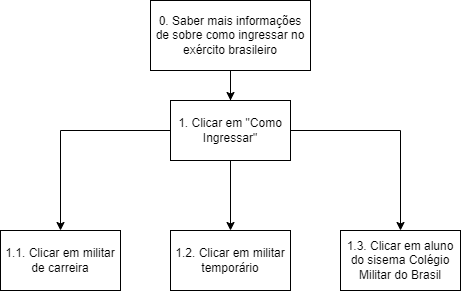 0. Saber mais informações
de sobre como ingressar no
exército brasileiro
1. Clicar em "Como
Ingressar"
1.1. Clicar em militar
de carreira
1.2. Clicar em militar
temporário
1.3. Clicar em aluno
do sisema Colégio
Militar do Brasil